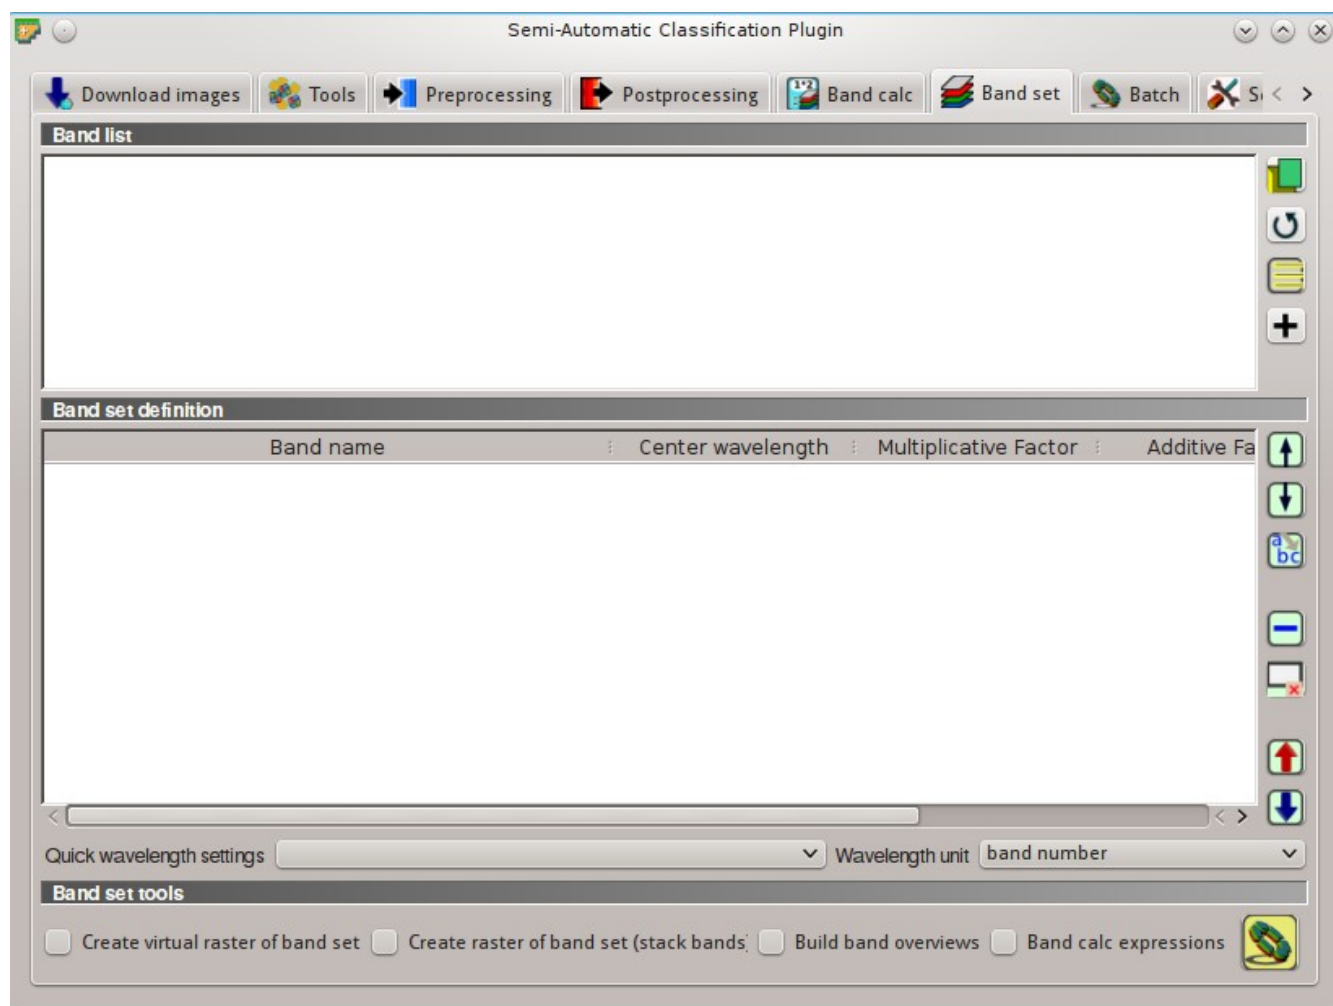 Semi-Automatic Classification Plugin
Download images Tools Preprocessing Postprocessing Band calc Band set Batch
Band list
Band set definition
Band name Center wavelength Multiplicative Factor Additive Fa
a
bc
Quick wavelength settings Wavelength unit band number
Band set tools
Create virtual raster of band set Create raster of band set (stack bands) Build band overviews Band calc expressions